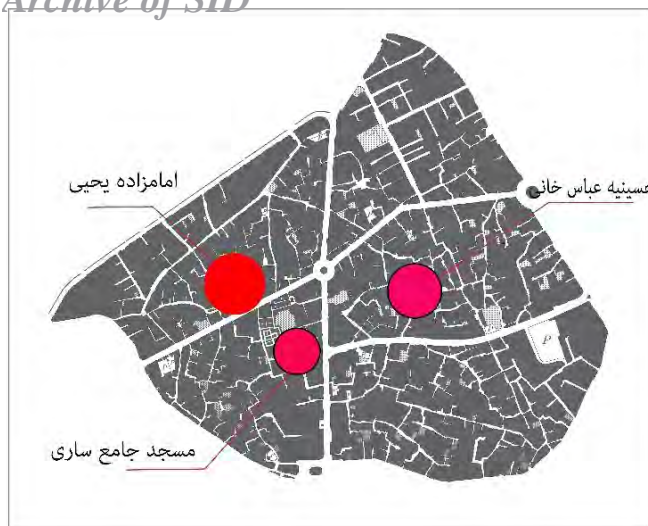 Archive of SID
امامزاده یحیی
حسینیه عباس خانی
مسجد جامع ساری